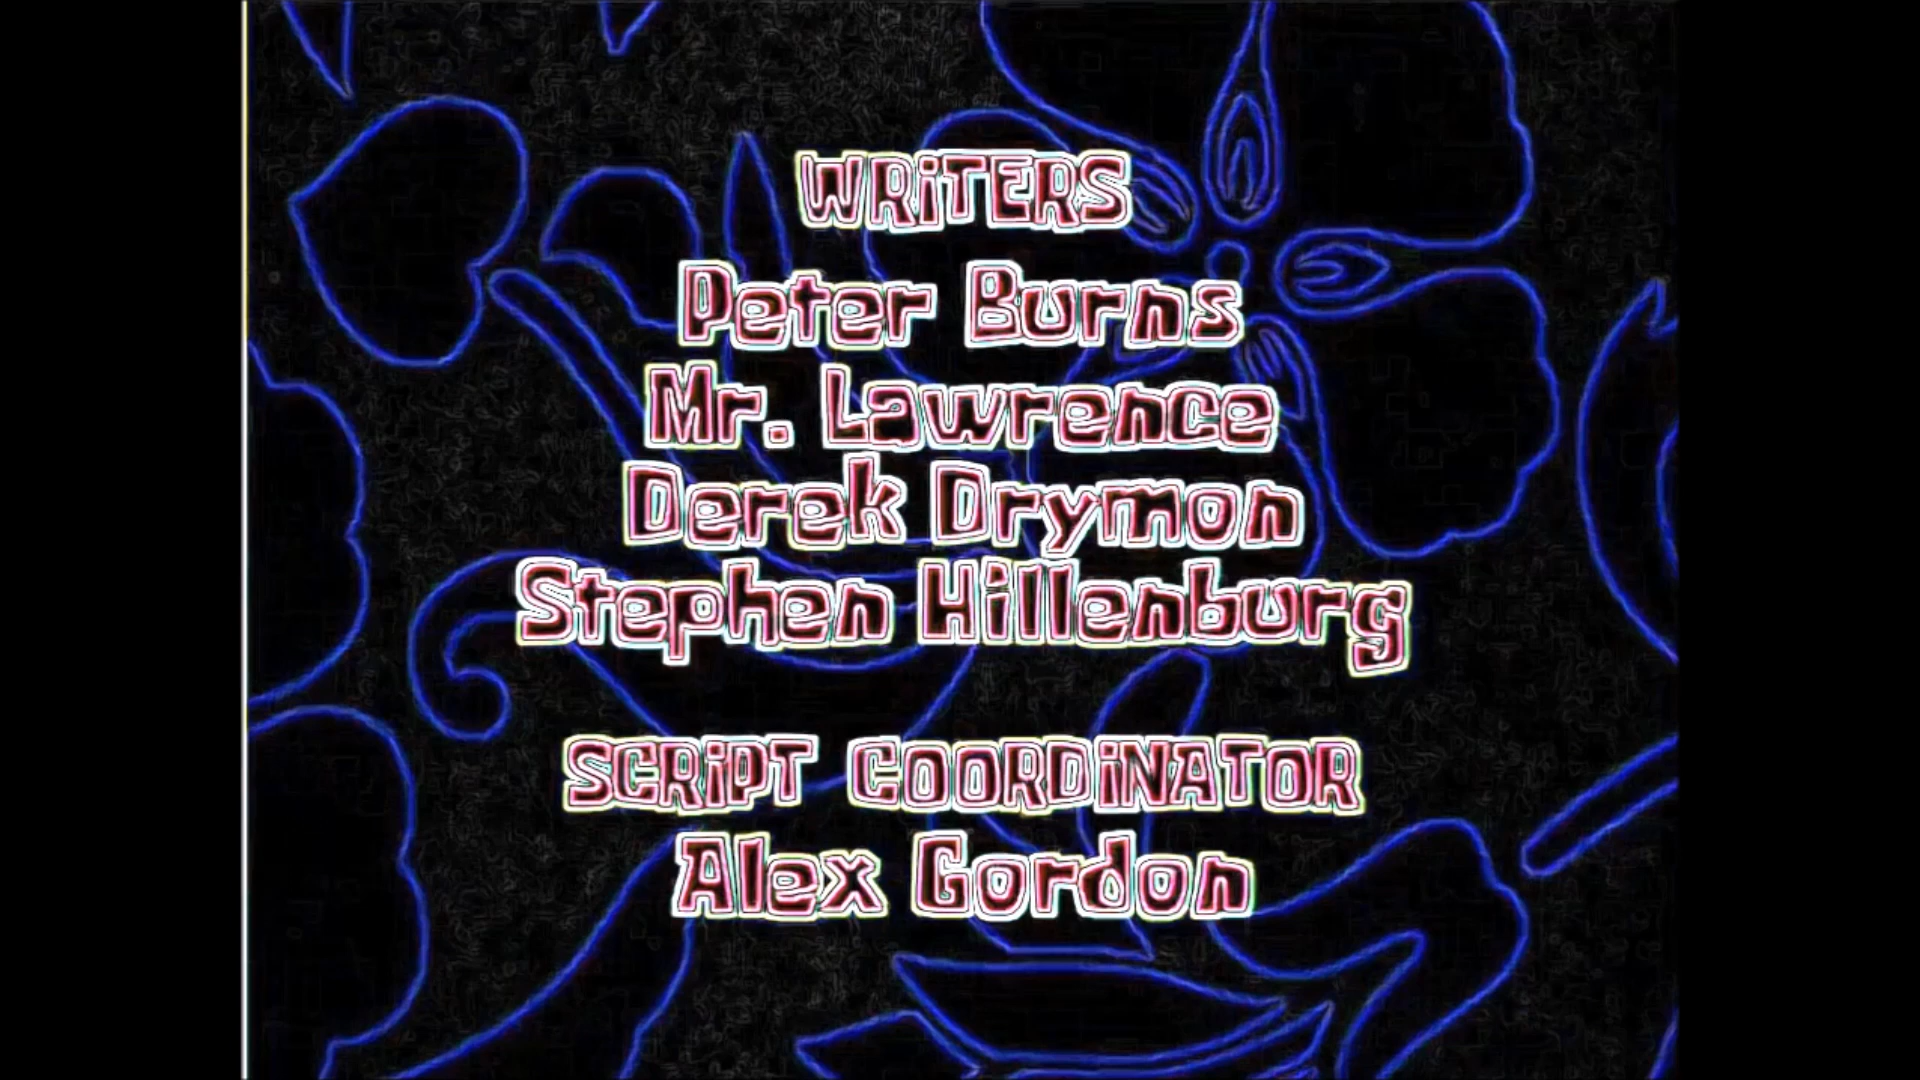 WRiTERS
Peter Burns
Mr. Lawrence
Derek Drymon
Stephen Hillenburg
SCRiPT COORDiNATOR
Alex Gordon